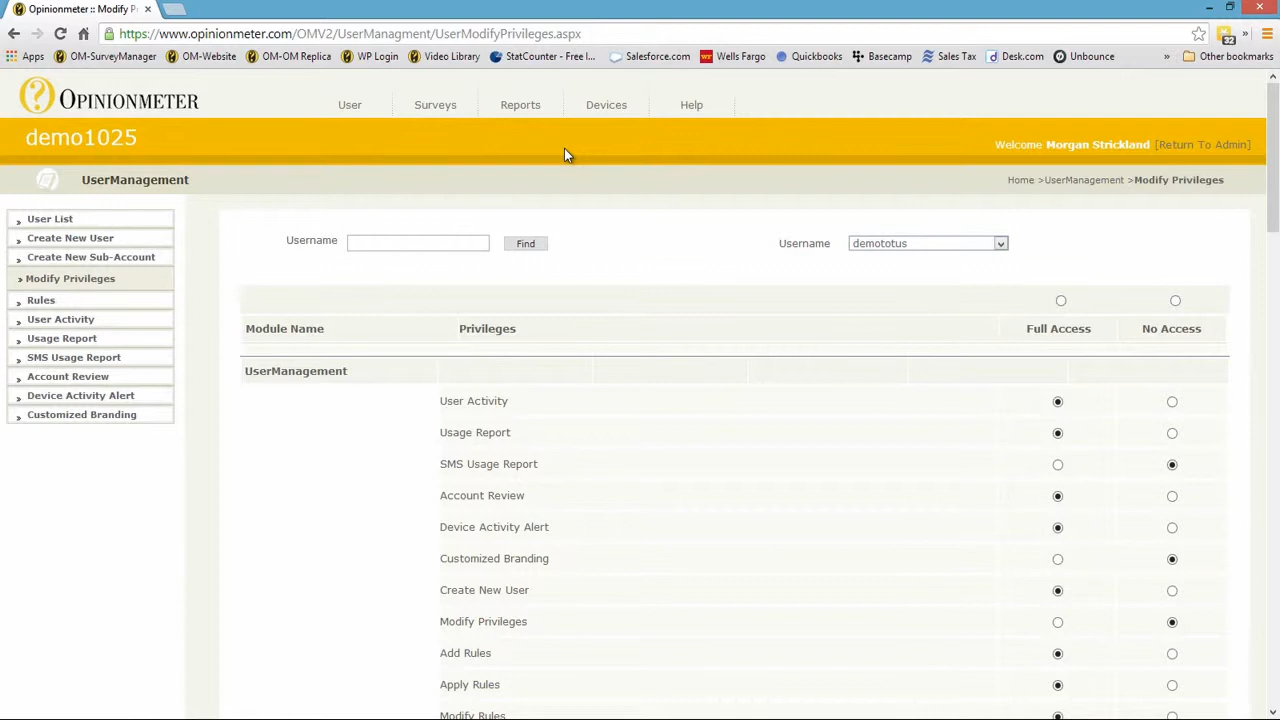 Opinionmeter :: Modify P
https://www.opinionmeter.com/OMV2/UserManagment/UserModifyPrivileges.aspx
Apps OM-SurveyManager OM-Website OM-OM Replica WP Login Video Library StatCounter - Free I... Salesforce.com Wells Fargo Quickbooks Basecamp Sales Tax Desk.com Unbounce » Other bookmarks
OPINIONMETER User Surveys Reports Devices Help
demo1025
Welcome Morgan Strickland [Return To Admin]
UserManagement Home >UserManagement >Modify Privileges
User List
Create New User
Create New Sub-Account
Modify Privileges
Rules
User Activity
Usage Report
SMS Usage Report
Account Review
Device Activity Alert
Customized Branding
Username Find Username demototus
Module Name Privileges Full Access No Access
UserManagement
User Activity
Usage Report
SMS Usage Report
Account Review
Device Activity Alert
Customized Branding
Create New User
Modify Privileges
Add Rules
Apply Rules
Modify Rules